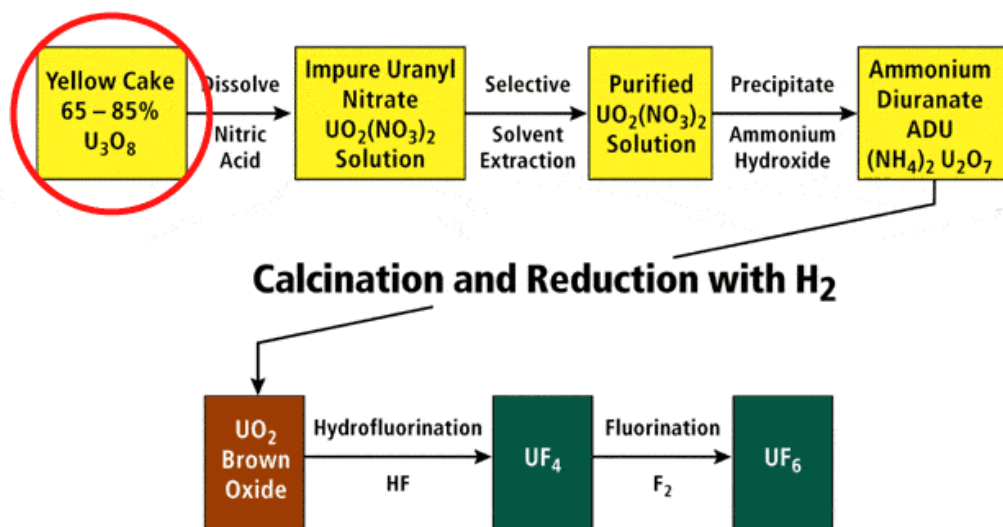 Yellow Cake
65 – 85%
U₃O₈
Dissolve
Nitric
Acid
Impure Uranyl
Nitrate
UO₂(NO₃)₂
Solution
Selective
Solvent
Extraction
Purified
UO₂(NO₃)₂
Solution
Precipitate
Ammonium
Hydroxide
Ammonium
Diuranate
ADU
(NH₄)₂ U₂O₇
Calcination and Reduction with H₂
UO₂
Brown
Oxide
Hydrofluorination
HF
UF₄
Fluorination
F₂
UF₆